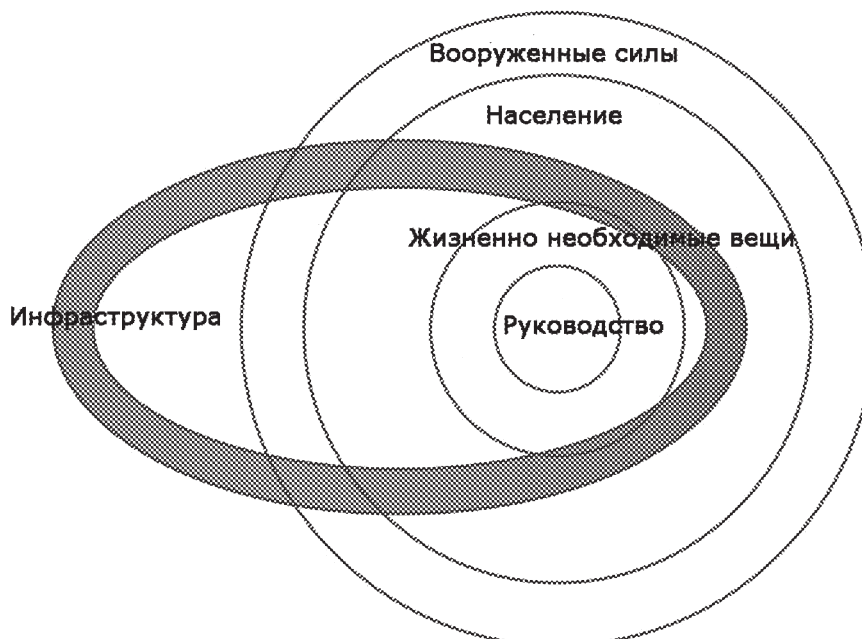 Вооруженные силы
Население
Жизненно необходимые вещи
Инфраструктура
Руководство